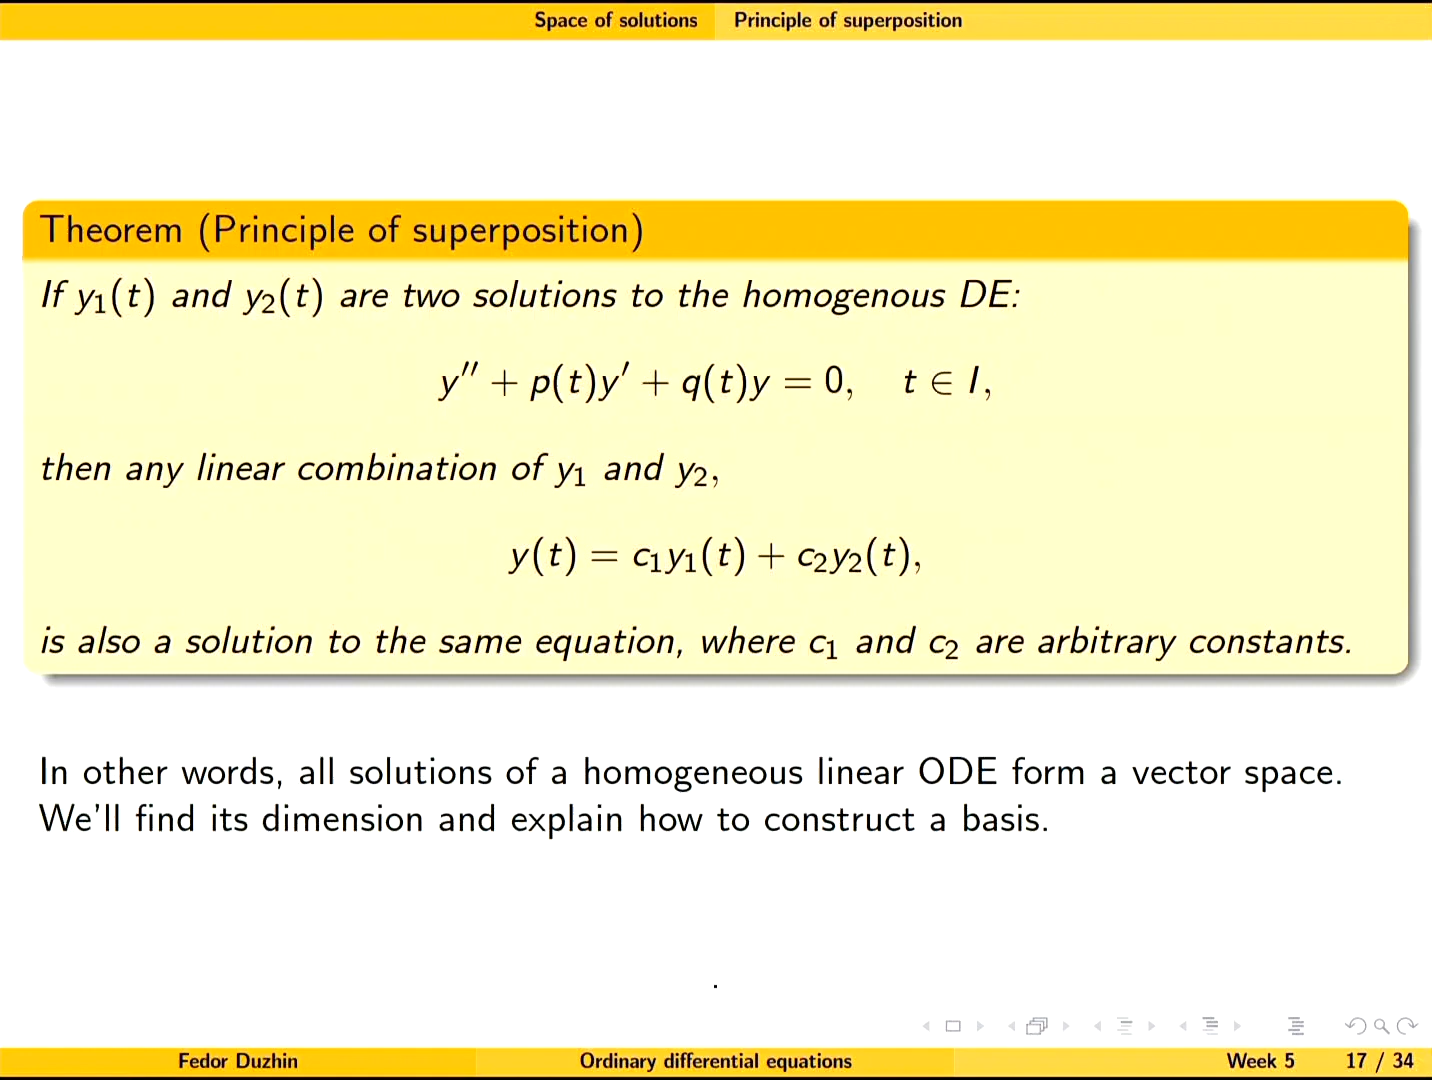 Space of solutions Principle of superposition
Theorem (Principle of superposition)
If y₁(t) and y₂(t) are two solutions to the homogenous DE:
y″ + p(t)y′ + q(t)y = 0, t ∈ I,
then any linear combination of y₁ and y₂,
y(t) = c₁y₁(t) + c₂y₂(t),
is also a solution to the same equation, where c₁ and c₂ are arbitrary constants.
In other words, all solutions of a homogeneous linear ODE form a vector space.
We'll find its dimension and explain how to construct a basis.
.
Fedor Duzhin Ordinary differential equations Week 5 17 / 34